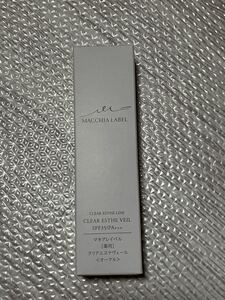 MACCHIA LABEL
CLEAR ESTHE LINE
CLEAR ESTHE VEIL
SPF35/PA+++
マキアレイベル
［薬用］
クリアエステヴェール
＜オークル＞